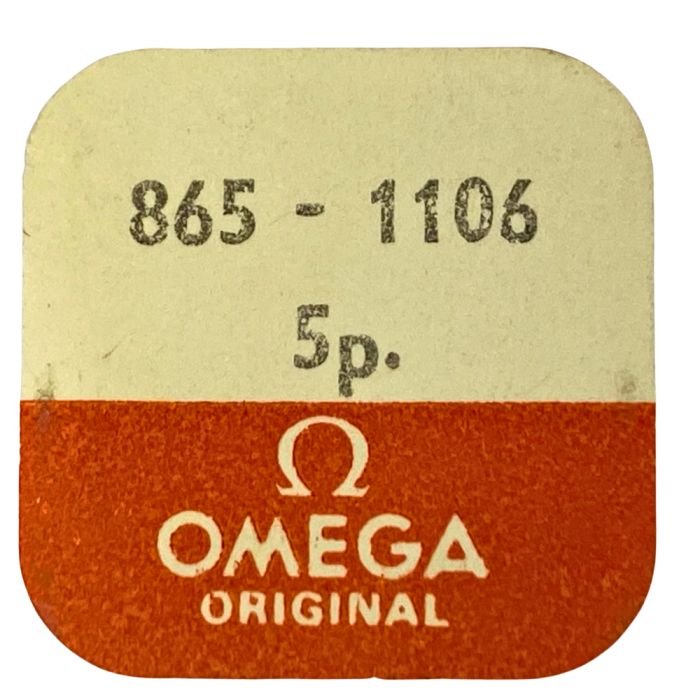 865 - 1106
5p.
Ω
OMEGA
ORIGINAL